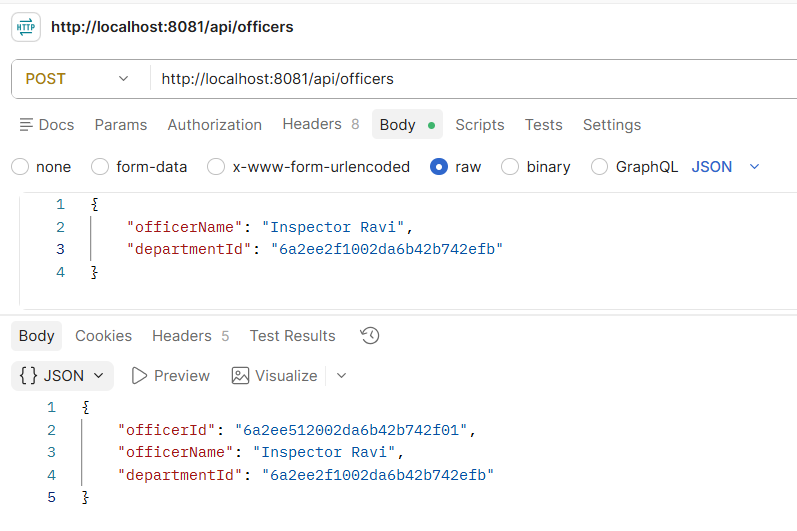 HTTP http://localhost:8081/api/officers
POST http://localhost:8081/api/officers
Docs Params Authorization Headers 8 Body Scripts Tests Settings
none form-data x-www-form-urlencoded raw binary GraphQL JSON
1 {
2 "officerName": "Inspector Ravi",
3 "departmentId": "6a2ee2f1002da6b42b742efb"
4 }
Body Cookies Headers 5 Test Results
{} JSON Preview Visualize
1 {
2 "officerId": "6a2ee512002da6b42b742f01",
3 "officerName": "Inspector Ravi",
4 "departmentId": "6a2ee2f1002da6b42b742efb"
5 }